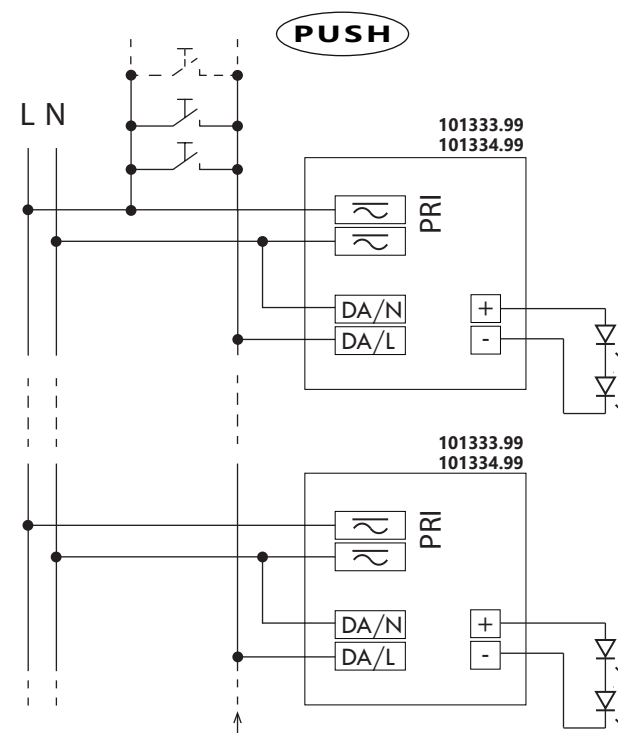 PUSH
L N
101333.99
101334.99
PRI
DA/N
DA/L
+
-
101333.99
101334.99
PRI
DA/N
DA/L
+
-